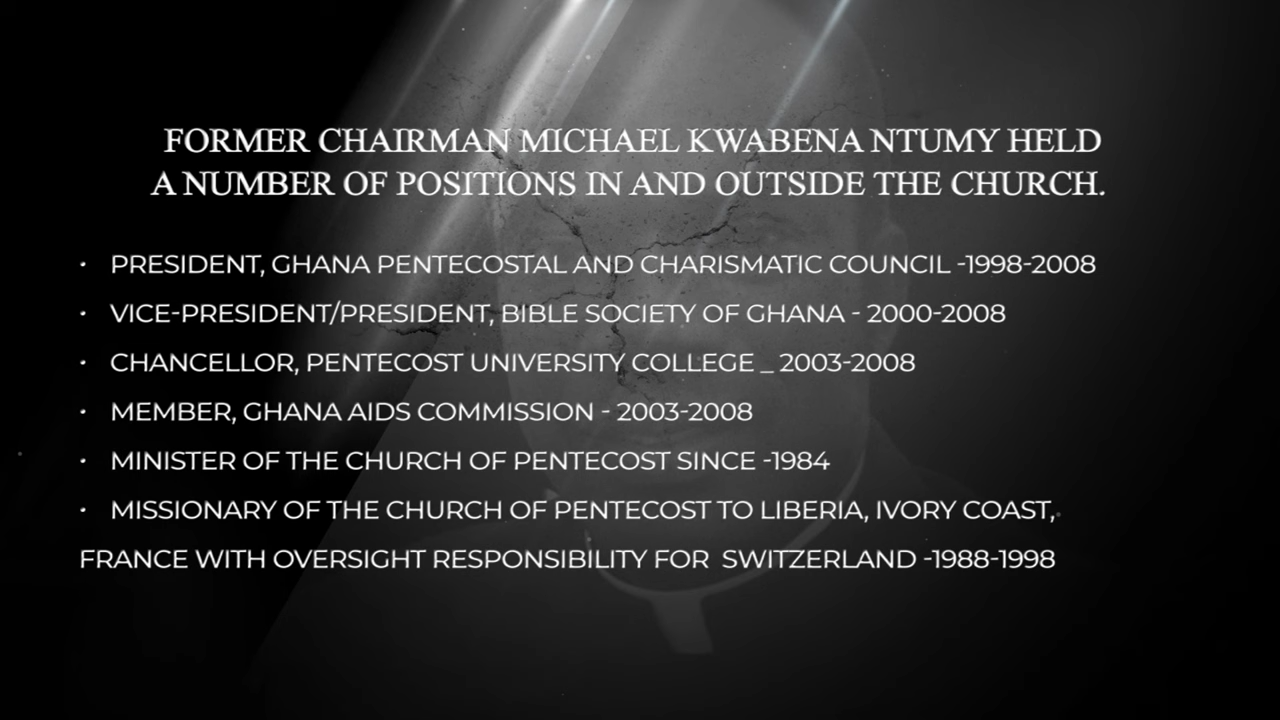 FORMER CHAIRMAN MICHAEL KWABENA NTUMY HELD
A NUMBER OF POSITIONS IN AND OUTSIDE THE CHURCH.
• PRESIDENT, GHANA PENTECOSTAL AND CHARISMATIC COUNCIL -1998-2008
• VICE-PRESIDENT/PRESIDENT, BIBLE SOCIETY OF GHANA - 2000-2008
• CHANCELLOR, PENTECOST UNIVERSITY COLLEGE _ 2003-2008
• MEMBER, GHANA AIDS COMMISSION - 2003-2008
• MINISTER OF THE CHURCH OF PENTECOST SINCE -1984
• MISSIONARY OF THE CHURCH OF PENTECOST TO LIBERIA, IVORY COAST,
FRANCE WITH OVERSIGHT RESPONSIBILITY FOR SWITZERLAND -1988-1998